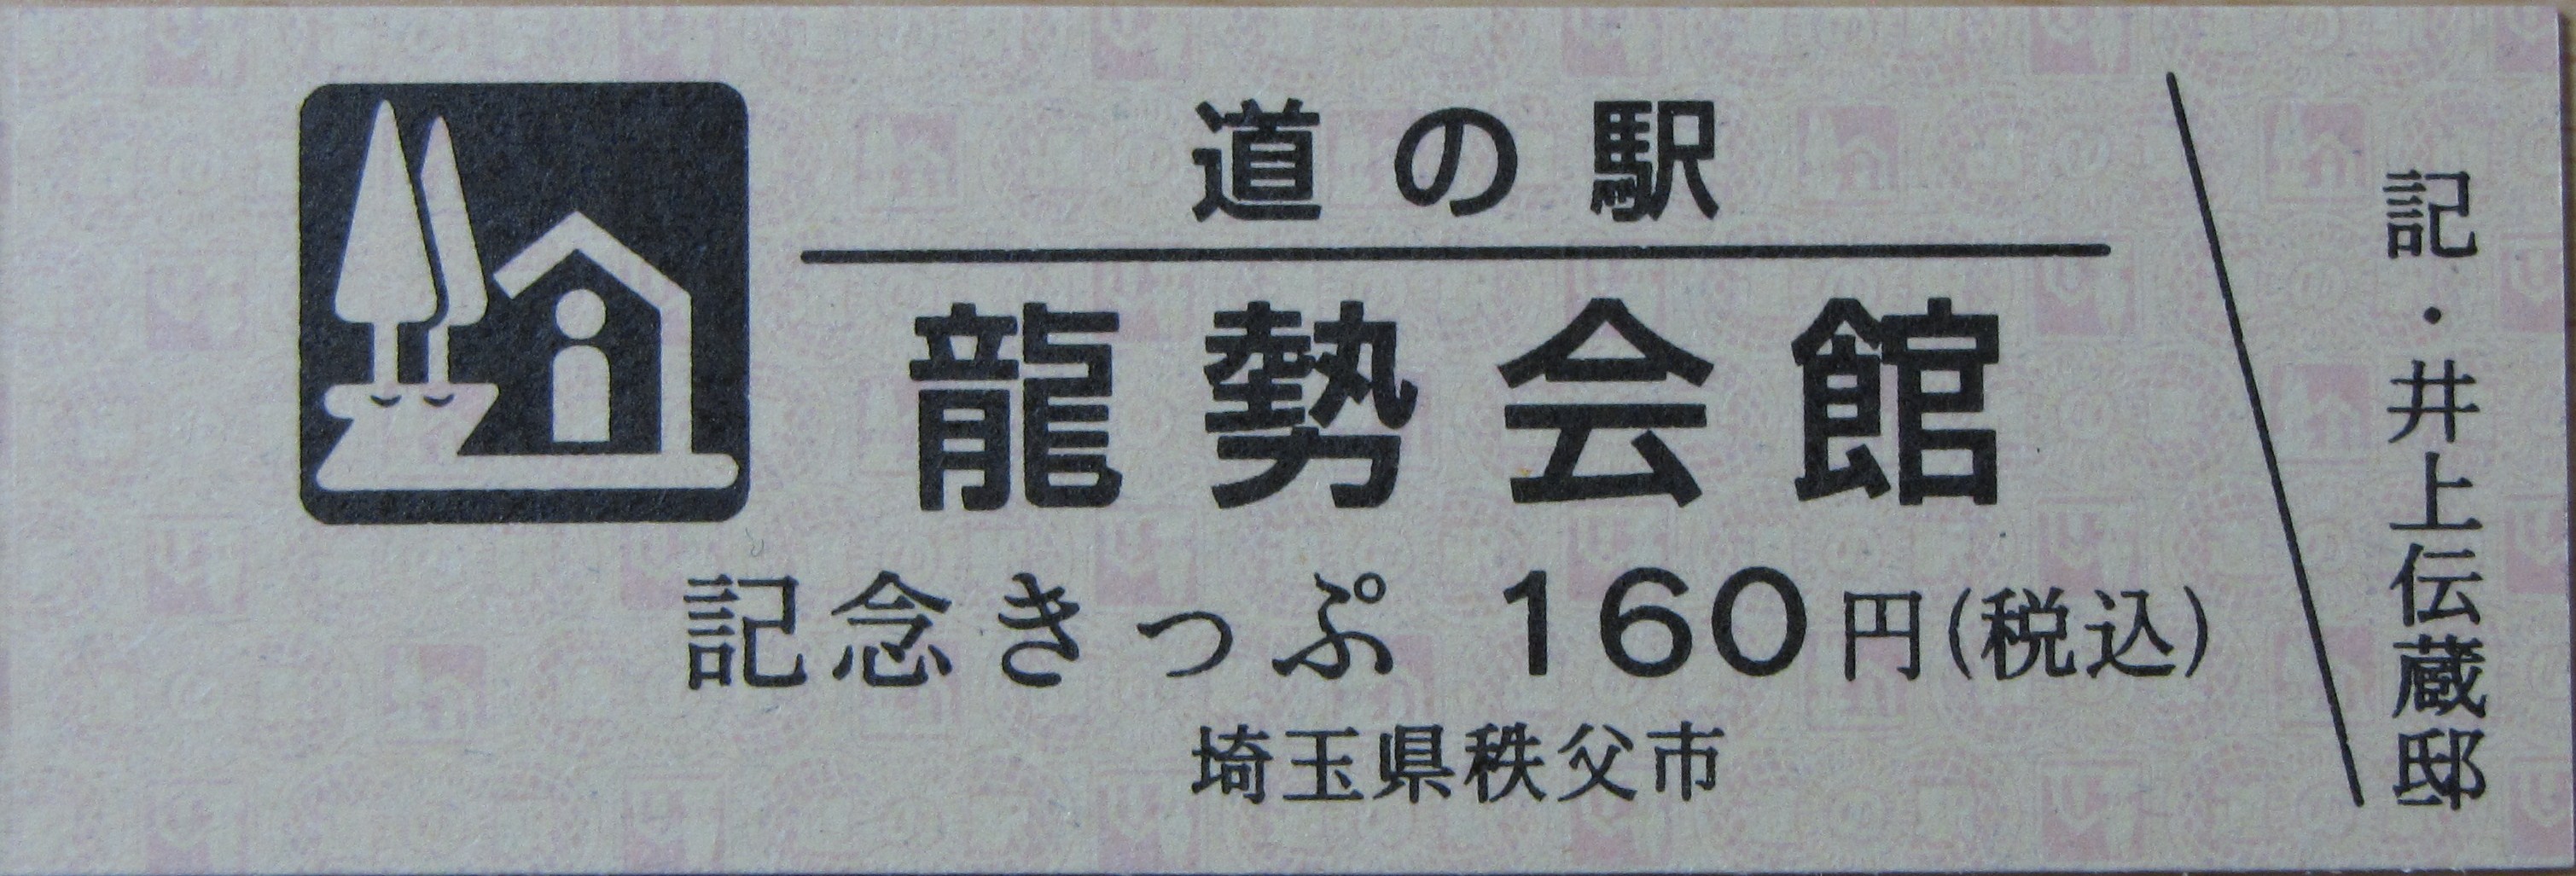 道の駅
龍勢会館
記念きっぷ 160円(税込)
埼玉県秩父市
記・井上伝蔵邸